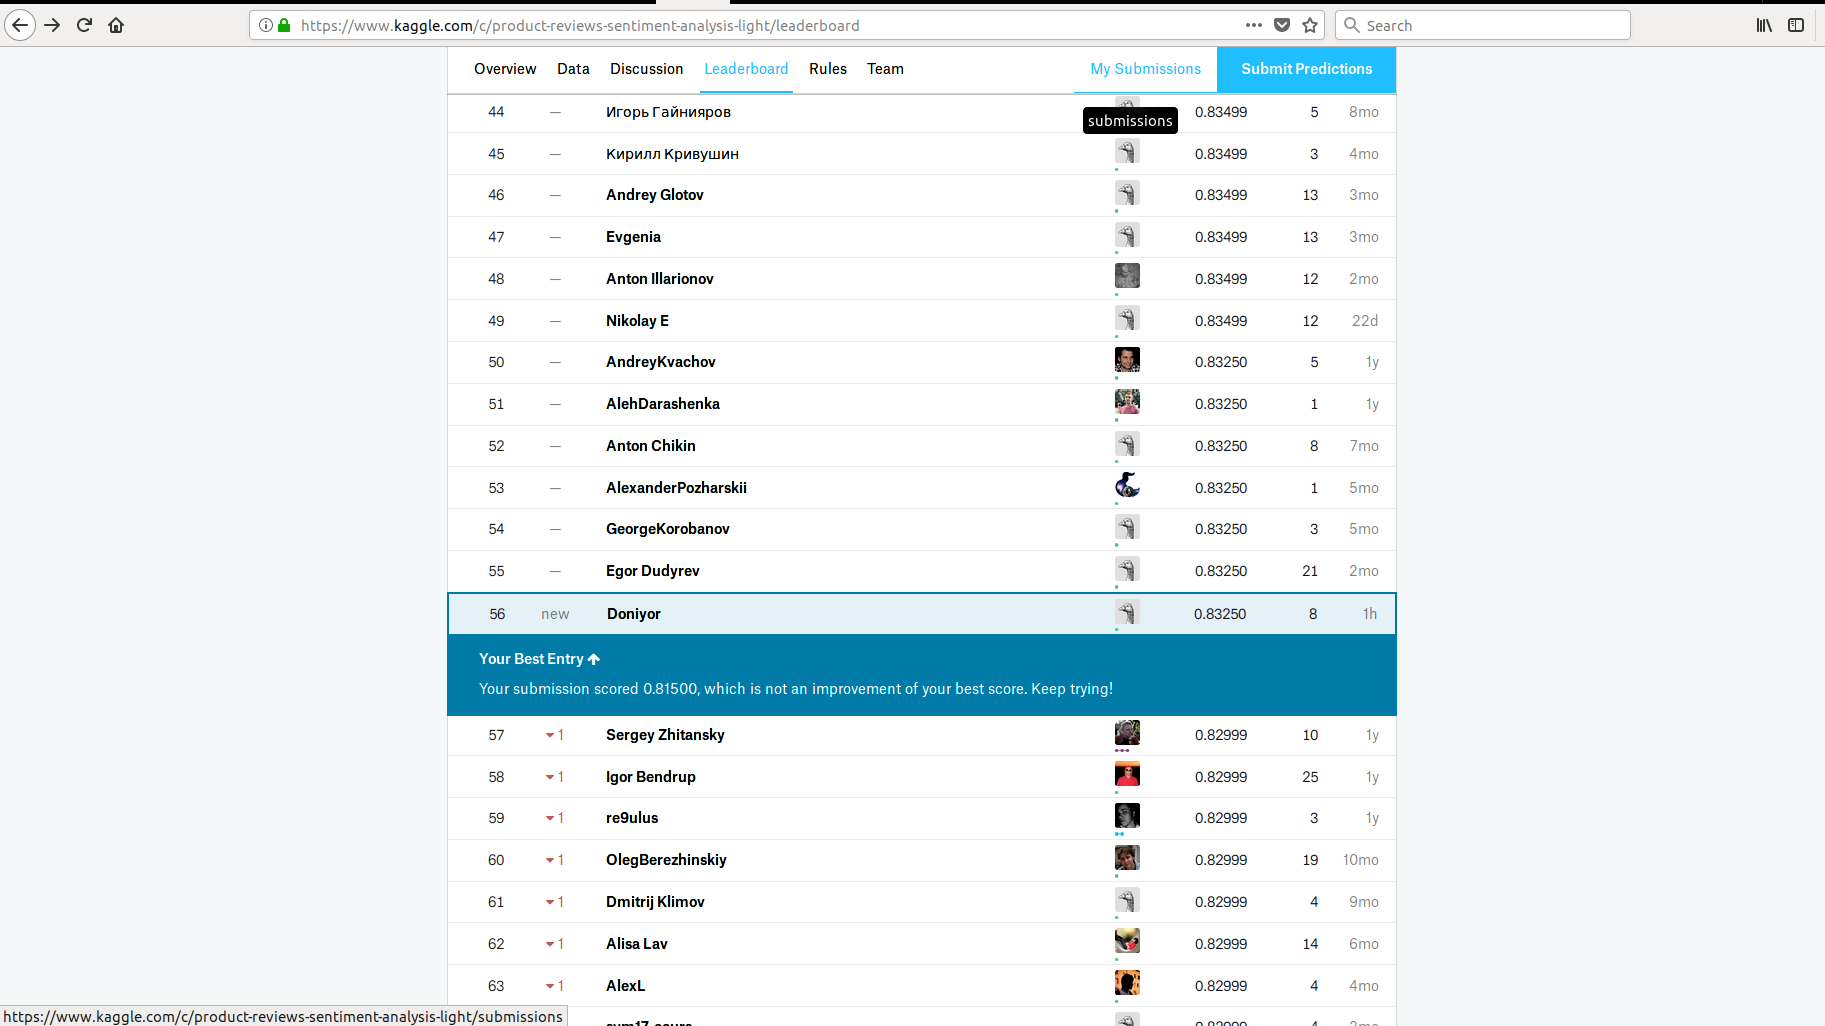 https://www.kaggle.com/c/product-reviews-sentiment-analysis-light/leaderboard
Search
Overview Data Discussion Leaderboard Rules Team My Submissions Submit Predictions
44 — Игорь Гайнияров 0.83499 5 8mo
submissions
45 — Кирилл Кривушин 0.83499 3 4mo
46 — Andrey Glotov 0.83499 13 3mo
47 — Evgenia 0.83499 13 3mo
48 — Anton Illarionov 0.83499 12 2mo
49 — Nikolay E 0.83499 12 22d
50 — AndreyKvachov 0.83250 5 1y
51 — AlehDarashenka 0.83250 1 1y
52 — Anton Chikin 0.83250 8 7mo
53 — AlexanderPozharskii 0.83250 1 5mo
54 — GeorgeKorobanov 0.83250 3 5mo
55 — Egor Dudyrev 0.83250 21 2mo
56 new Doniyor 0.83250 8 1h
Your Best Entry
Your submission scored 0.81500, which is not an improvement of your best score. Keep trying!
57 1 Sergey Zhitansky 0.82999 10 1y
58 1 Igor Bendrup 0.82999 25 1y
59 1 re9ulus 0.82999 3 1y
60 1 OlegBerezhinskiy 0.82999 19 10mo
61 1 Dmitrij Klimov 0.82999 4 9mo
62 1 Alisa Lav 0.82999 14 6mo
63 1 AlexL 0.82999 4 4mo
https://www.kaggle.com/c/product-reviews-sentiment-analysis-light/submissions